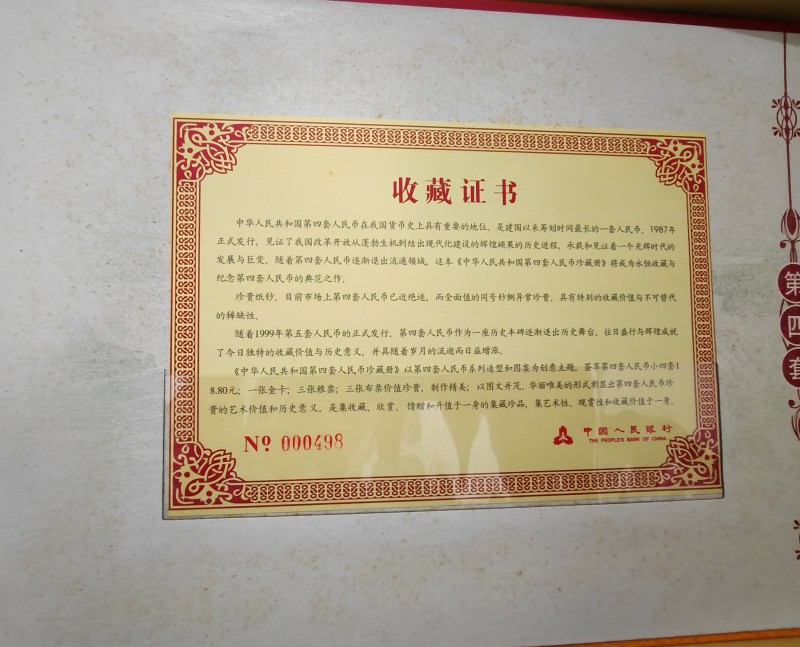 收藏证书
中华人民共和国第四套人民币在我国货币史上具有重要的地位，是建国以来筹划时间最长的一套人民币，1987年
正式发行，见证了我国改革开放从蓬勃生机到结出现代化建设的辉煌硕果的历史进程，承载和见证着一个光辉时代的
发展与巨变。随着第四套人民币逐渐退出流通领域，这本《中华人民共和国第四套人民币珍藏册》将成为永恒收藏与
纪念第四套人民币的典范之作。
珍贵纸钞，目前市场上第四套人民币已近绝迹，而全面值的同号钞倒异常珍贵，具有特别的收藏价值与不可替代
的稀缺性。
随着1999年第五套人民币的正式发行，第四套人民币作为一座历史丰碑逐渐退出历史舞台，往日盛行与辉煌成就
了今日独特的收藏价值与历史意义，并具随着岁月的流逝而日益增涨。
《中华人民共和国第四套人民币珍藏册》以第四套人民币系列造型和图案为创意主题。荟萃第四套人民币小四套1
8.80元；一张金卡；三张粮票；三张布票价值珍贵，制作精美；以图文并茂、华丽唯美的形式彰显出第四套人民币珍
贵的艺术价值和历史意义。是集收藏、欣赏、馈赠和升值于一身的集藏珍品，集艺术性、观赏性和收藏价值于一身。
Nº 000498
中国人民银行
THE PEOPLE'S BANK OF CHINA
第
四
套